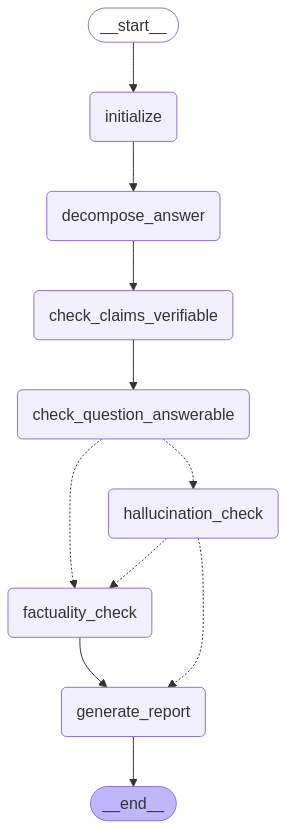 __start__
initialize
decompose_answer
check_claims_verifiable
check_question_answerable
hallucination_check
factuality_check
generate_report
__end__